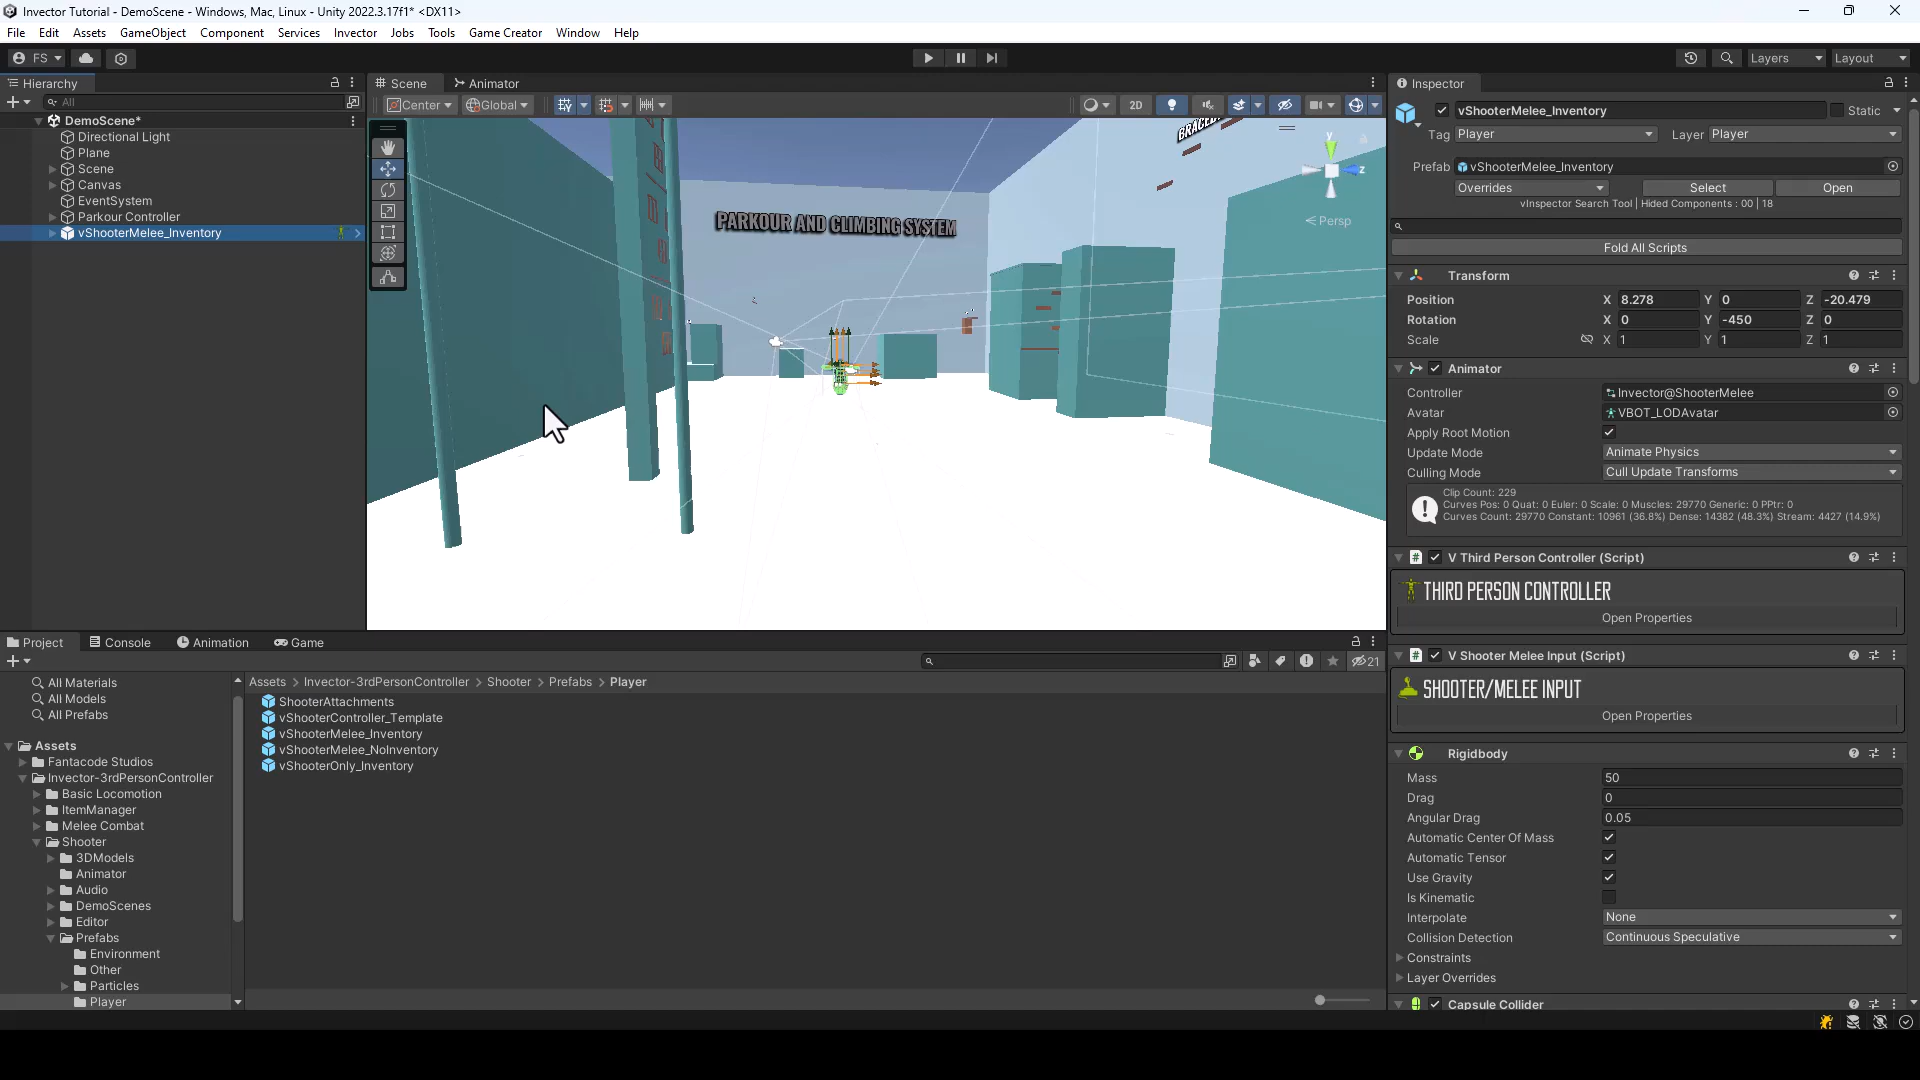 Invector Tutorial - DemoScene - Windows, Mac, Linux - Unity 2022.3.17f1* <DX11>
File Edit Assets GameObject Component Services Invector Jobs Tools Game Creator Window Help
FS
Layers
Layout
Hierarchy
All
DemoScene*
Directional Light
Plane
Scene
Canvas
EventSystem
Parkour Controller
vShooterMelee_Inventory
Scene
Animator
Center
Global
2D
PARKOUR AND CLIMBING SYSTEM
y
z
Persp
Inspector
vShooterMelee_Inventory
Static
Tag Player
Layer Player
Prefab vShooterMelee_Inventory
Overrides
Select
Open
vInspector Search Tool | Hided Components : 00 | 18
Fold All Scripts
Transform
Position X 8.278 Y 0 Z -20.479
Rotation X 0 Y -450 Z 0
Scale X 1 Y 1 Z 1
Animator
Controller Invector@ShooterMelee
Avatar VBOT_LODAvatar
Apply Root Motion
Update Mode Animate Physics
Culling Mode Cull Update Transforms
Clip Count: 229
Curves Pos: 0 Quat: 0 Euler: 0 Scale: 0 Muscles: 29770 Generic: 0 PPtr: 0
Curves Count: 29770 Constant: 10961 (36.8%) Dense: 14382 (48.3%) Stream: 4427 (14.9%)
V Third Person Controller (Script)
THIRD PERSON CONTROLLER
Open Properties
V Shooter Melee Input (Script)
SHOOTER/MELEE INPUT
Open Properties
Rigidbody
Mass 50
Drag 0
Angular Drag 0.05
Automatic Center Of Mass
Automatic Tensor
Use Gravity
Is Kinematic
Interpolate None
Collision Detection Continuous Speculative
Constraints
Layer Overrides
Capsule Collider
Project
Console
Animation
Game
21
All Materials
All Models
All Prefabs
Assets
Fantacode Studios
Invector-3rdPersonController
Basic Locomotion
ItemManager
Melee Combat
Shooter
3DModels
Animator
Audio
DemoScenes
Editor
Prefabs
Environment
Other
Particles
Player
Assets > Invector-3rdPersonController > Shooter > Prefabs > Player
ShooterAttachments
vShooterController_Template
vShooterMelee_Inventory
vShooterMelee_NoInventory
vShooterOnly_Inventory